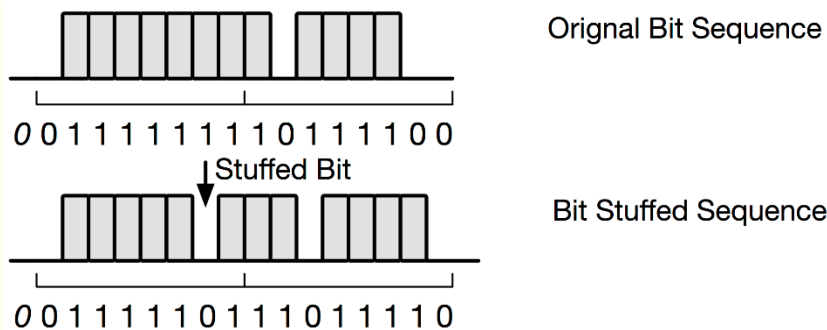 Orignal Bit Sequence
0 0 1 1 1 1 1 1 1 1 0 1 1 1 1 0 0
Stuffed Bit
Bit Stuffed Sequence
0 0 1 1 1 1 1 0 1 1 1 0 1 1 1 1 0